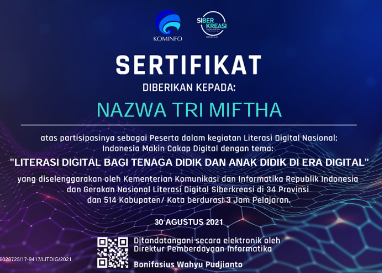 KOMINFO
SIBER
KREASI
SERTIFIKAT
DIBERIKAN KEPADA:
NAZWA TRI MIFTHA
atas partisipasinya sebagai Peserta dalam kegiatan Literasi Digital Nasional:
Indonesia Makin Cakap Digital dengan tema:
"LITERASI DIGITAL BAGI TENAGA DIDIK DAN ANAK DIDIK DI ERA DIGITAL"
yang diselenggarakan oleh Kementerian Komunikasi dan Informatika Republik Indonesia
dan Gerakan Nasional Literasi Digital Siberkreasi di 34 Provinsi
dan 514 Kabupaten/ Kota berdurasi 3 Jam Pelajaran.
30 AGUSTUS 2021
Ditandatangani secara elektronik oleh
Direktur Pemberdayaan Informatika
Bonifasius Wahyu Pudjianto